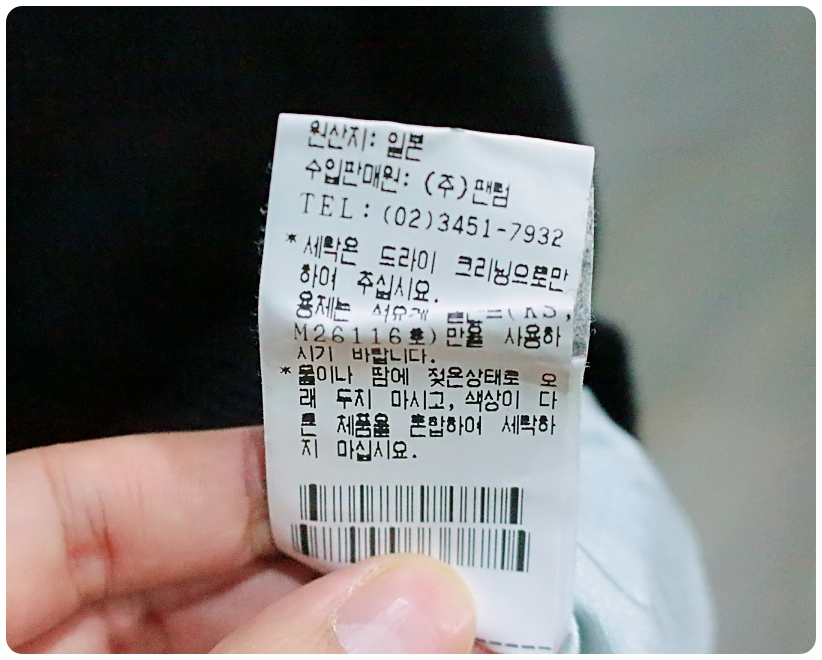 원산지: 일본
수입판매원: (주)팬텀
TEL: (02)3451-7932
*세탁은 드라이 크리닝으로만
하여 주십시요.
용제는 석유계
M26116호)만을 사용하
시기 바랍니다.
*물이나 땀에 젖은상태로 오
래 두치 마시고, 색상이 다
른 제품을 혼합하여 세탁하
지 마십시요.